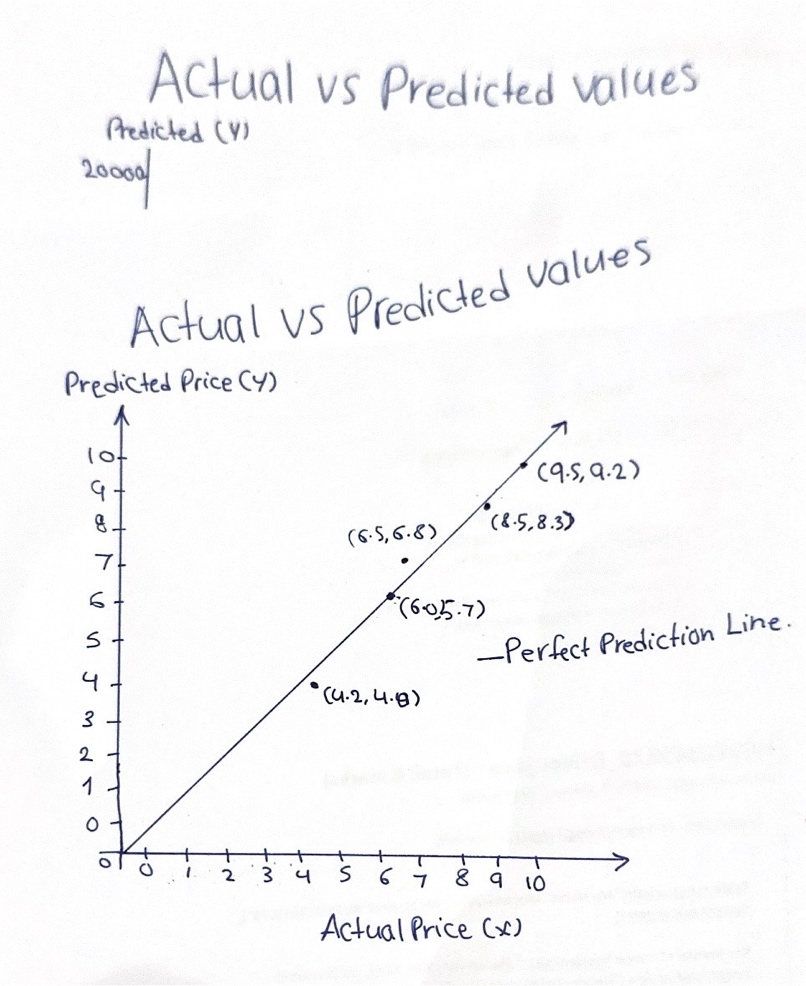 Actual vs Predicted values
Predicted (Y)
20000
Actual vs Predicted values
Predicted Price (Y)
10
(9.5, 9.2)
9
8
(8.5, 8.3)
(6.5, 6.8)
7
6
(6.0, 5.7)
5
—Perfect Prediction Line.
4
(4.2, 4.0)
3
2
1
0
0 0 1 2 3 4 5 6 7 8 9 10
Actual Price (x)